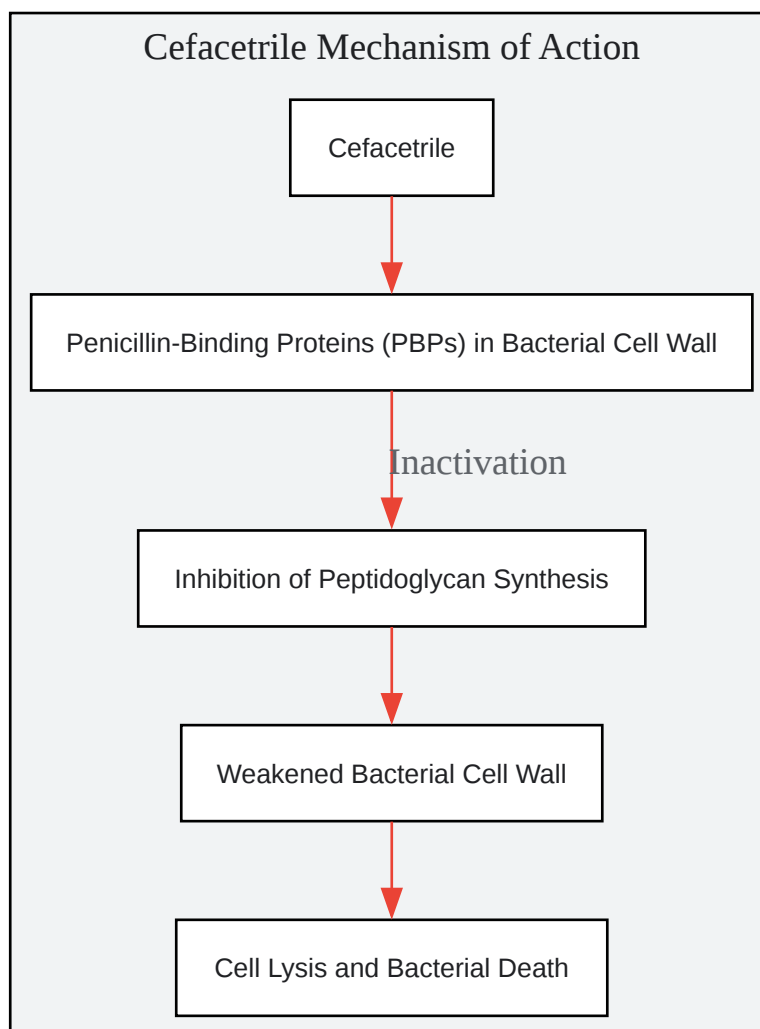 Cefacetrile Mechanism of Action
Cefacetrile
Penicillin-Binding Proteins (PBPs) in Bacterial Cell Wall
Inactivation
Inhibition of Peptidoglycan Synthesis
Weakened Bacterial Cell Wall
Cell Lysis and Bacterial Death